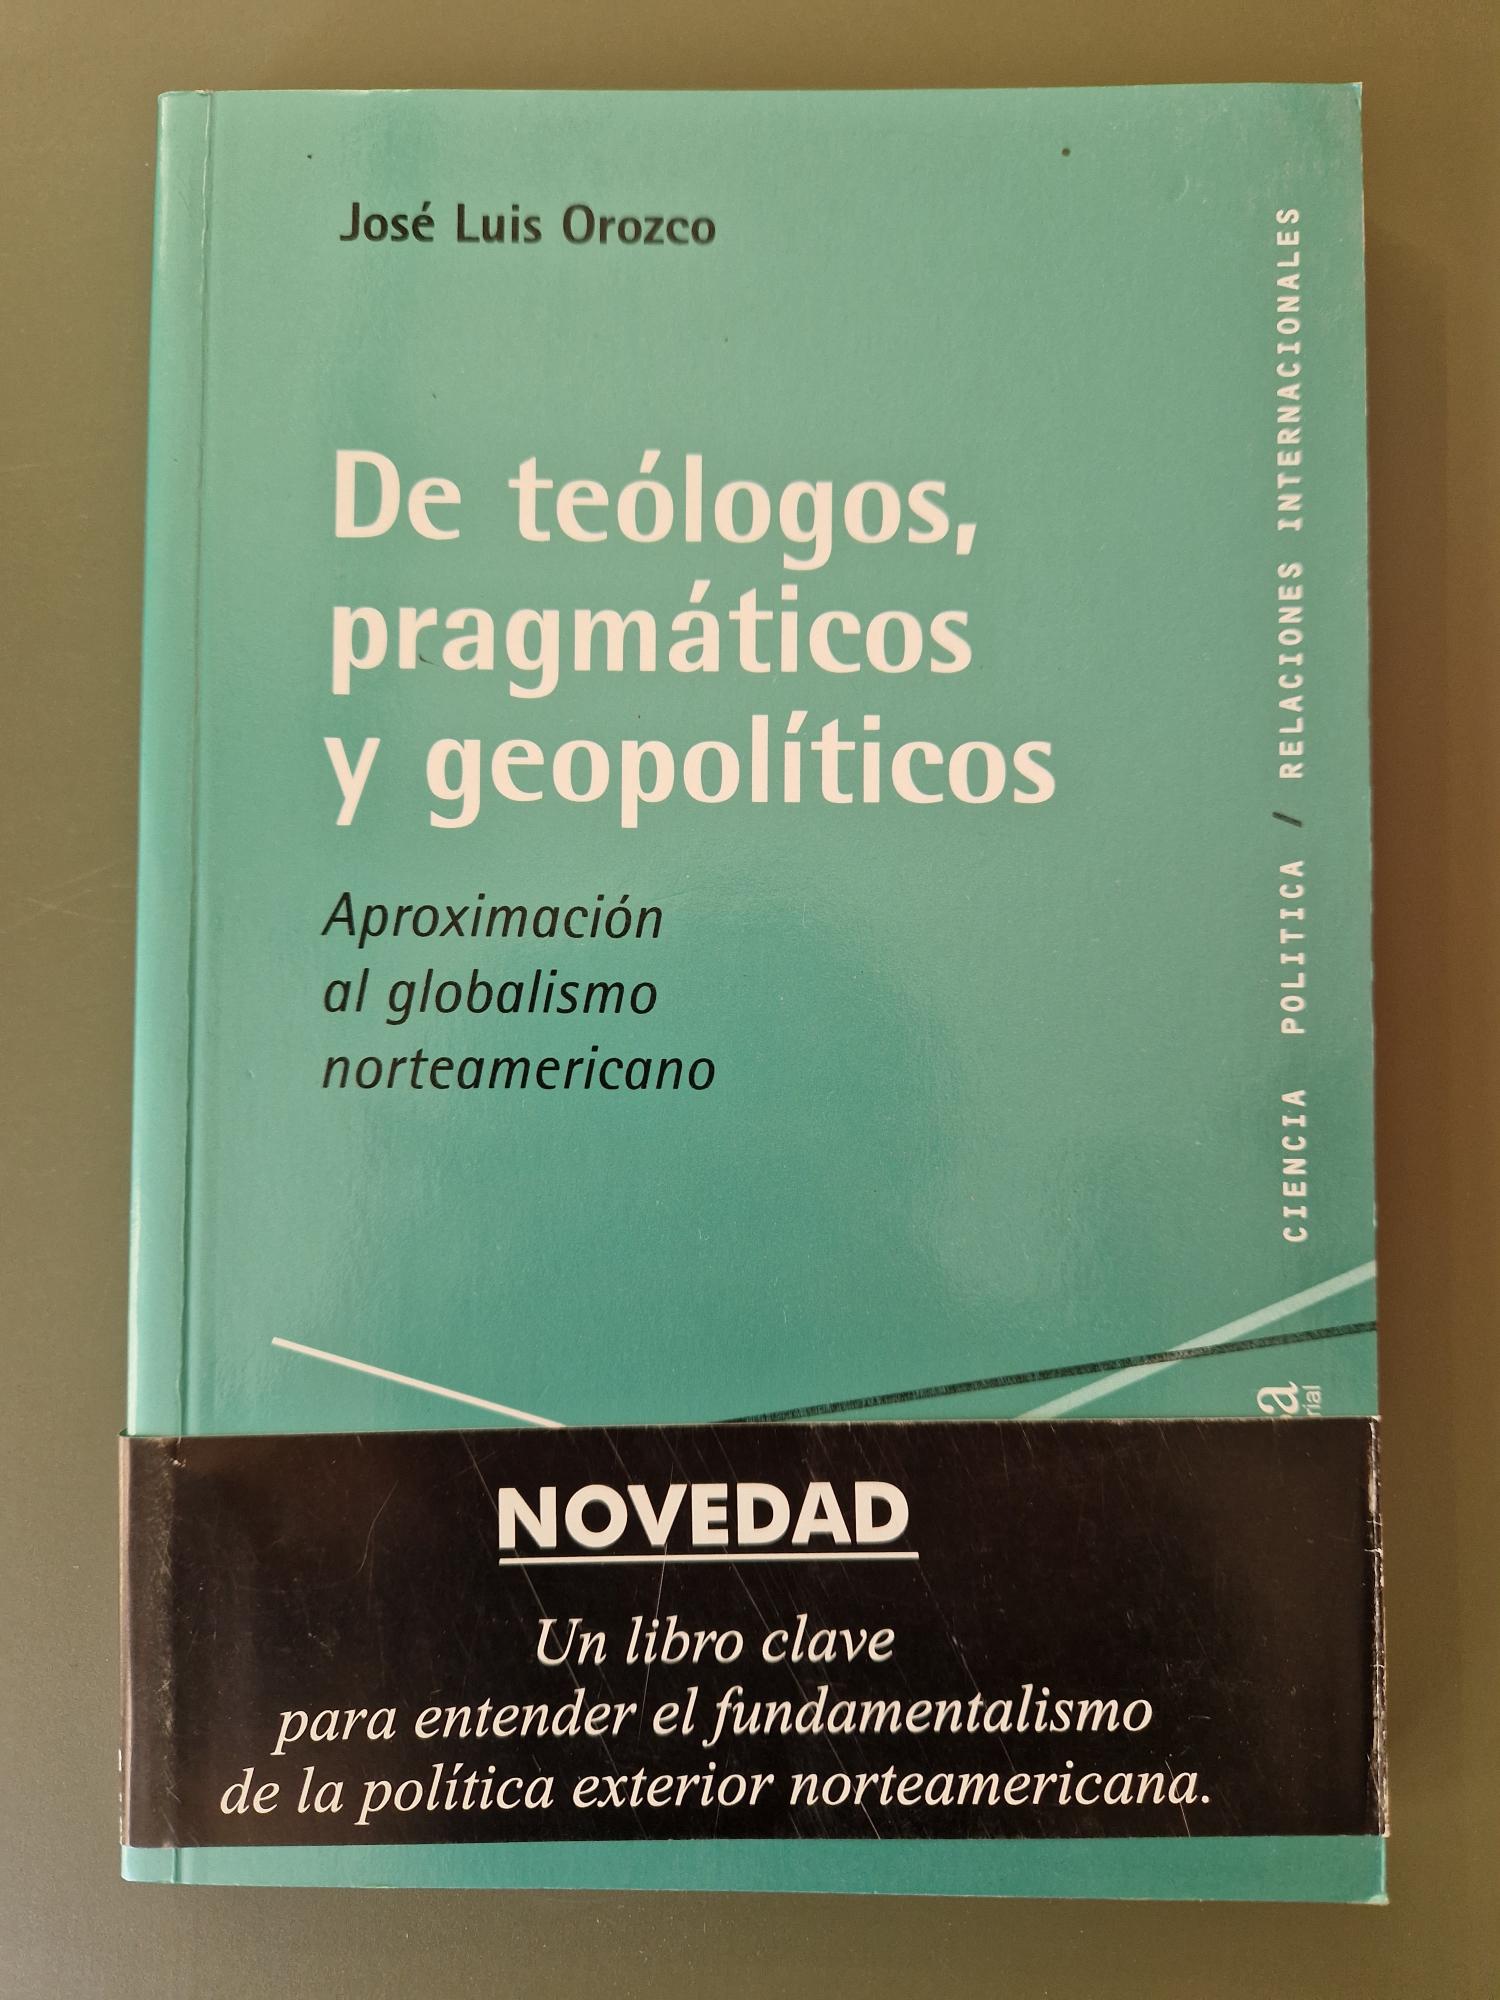 José Luis Orozco
De teólogos,
pragmáticos
y geopolíticos
Aproximación
al globalismo
norteamericano
CIENCIA POLITICA / RELACIONES INTERNACIONALES
NOVEDAD
Un libro clave
para entender el fundamentalismo
de la política exterior norteamericana.